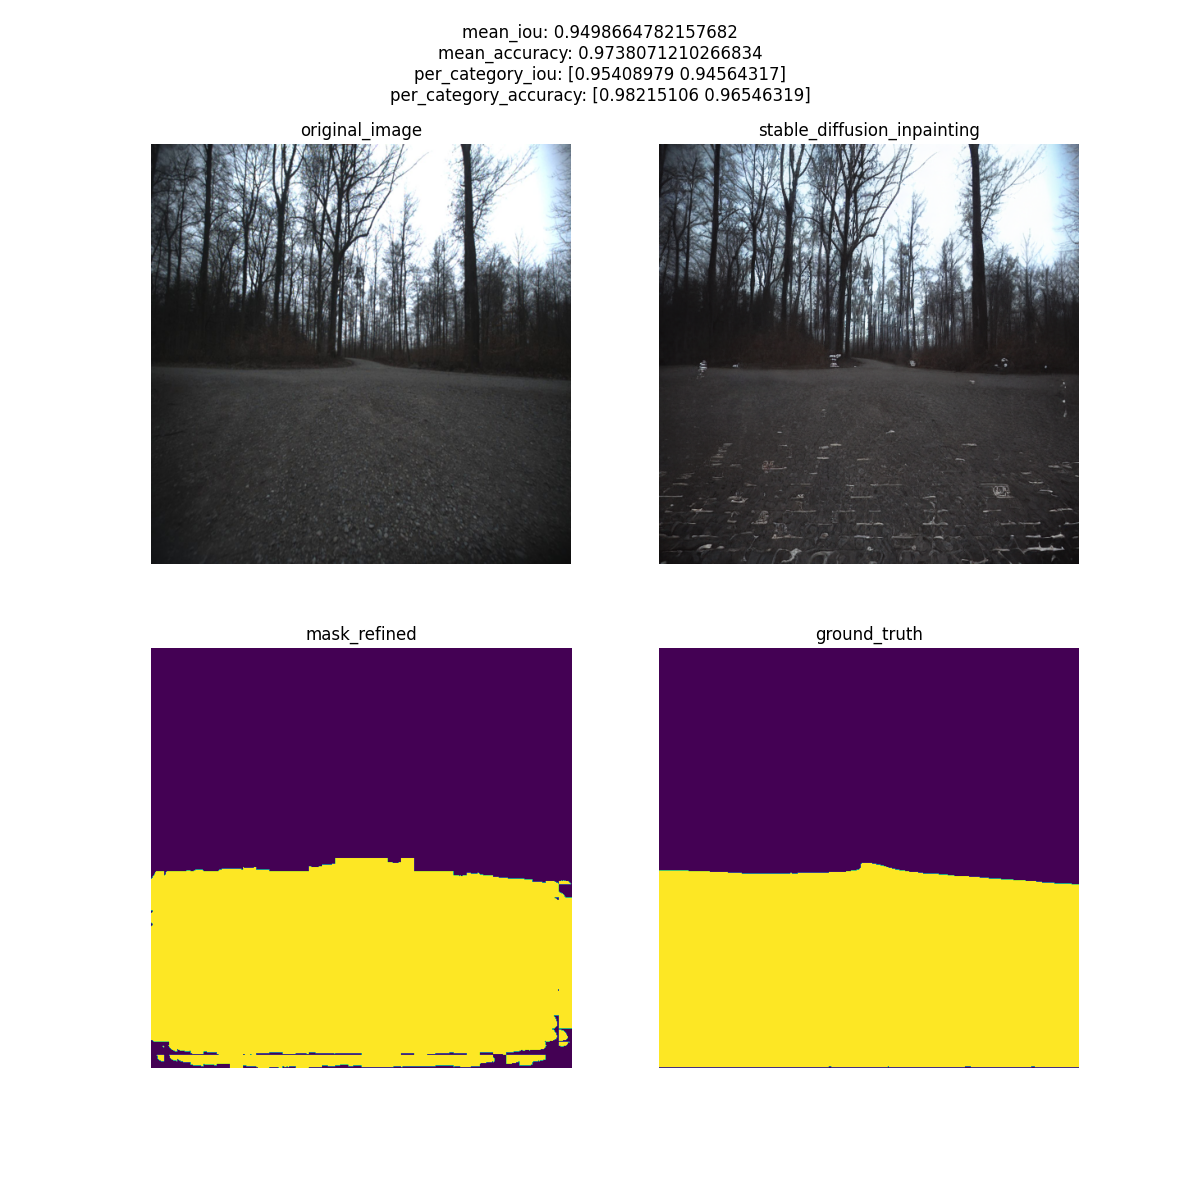 mean_iou: 0.9498664782157682
mean_accuracy: 0.9738071210266834
per_category_iou: [0.95408979 0.94564317]
per_category_accuracy: [0.98215106 0.96546319]
original_image
stable_diffusion_inpainting
mask_refined
ground_truth